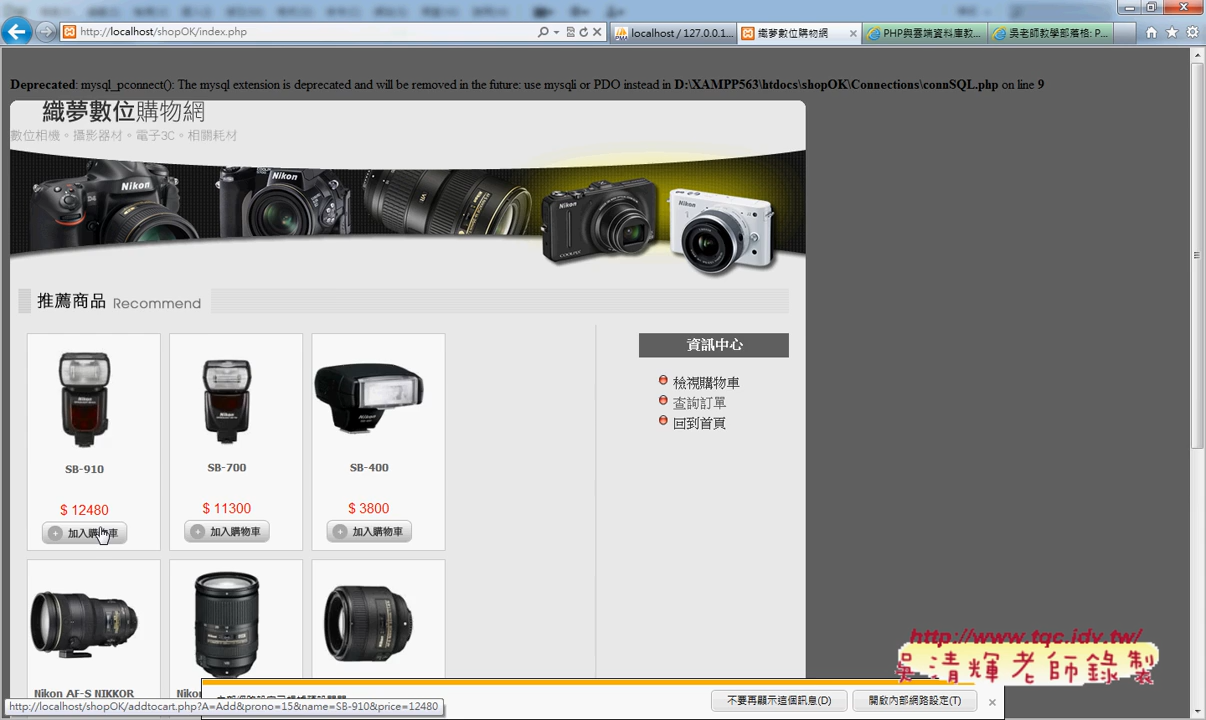 http://localhost/shopOK/index.php
localhost / 127.0.0.1...
織夢數位購物網
PHP與雲端資料庫教...
吳老師教學部落格: P...
Deprecated: mysql_pconnect(): The mysql extension is deprecated and will be removed in the future: use mysqli or PDO instead in D:\XAMPP563\htdocs\shopOK\Connections\connSQL.php on line 9
織夢數位購物網
數位相機。攝影器材。電子3C。相關耗材
Nikon
Nikon
Nikon
Nikon
COOLPIX
推薦商品 Recommend
資訊中心
檢視購物車
查詢訂單
回到首頁
SB-910
SB-700
SB-400
$ 12480
$ 11300
$ 3800
加入購物車
加入購物車
加入購物車
http://www.tqc.idv.tw/
吳清輝老師錄製
Nikon AF-S NIKKOR
不要再顯示這個訊息(D)
開啟內部網路設定(T)
http://localhost/shopOK/addtocart.php?A=Add&prono=15&name=SB-910&price=12480